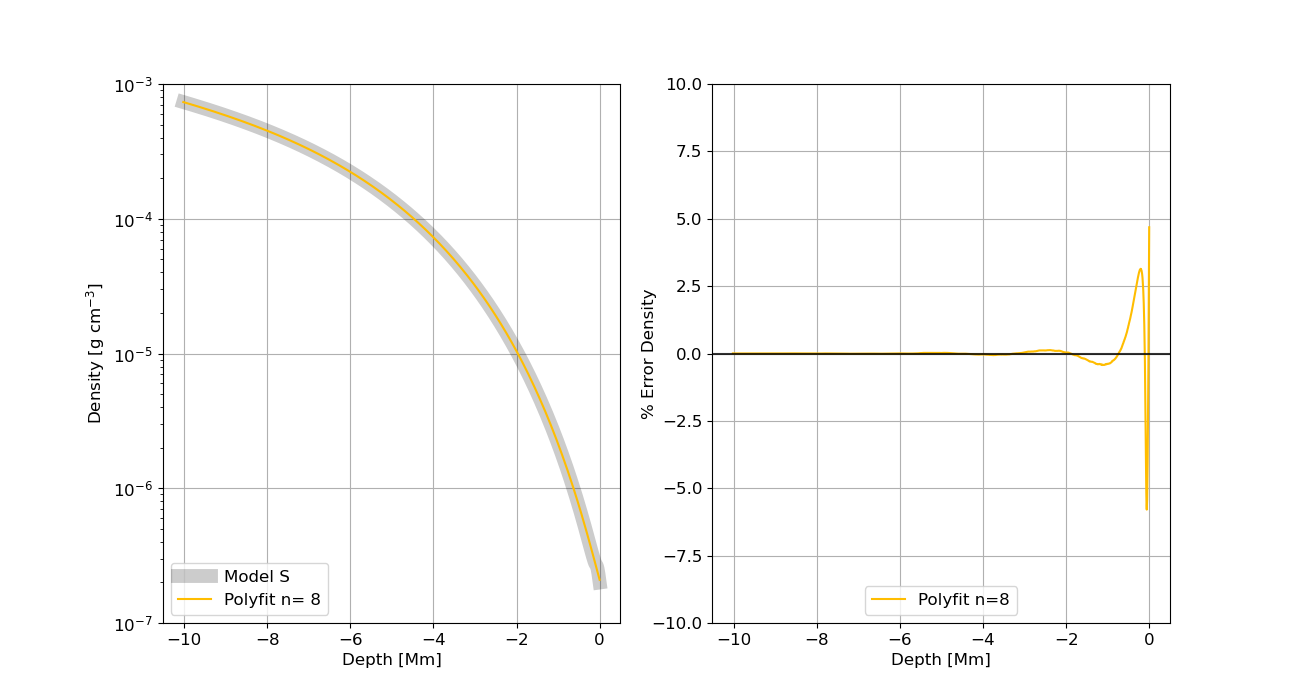 10⁻³
10⁻⁴
10⁻⁵
10⁻⁶
10⁻⁷
Density [g cm⁻³]
Model S
Polyfit n= 8
−10 −8 −6 −4 −2 0
Depth [Mm]
10.0
7.5
5.0
2.5
0.0
−2.5
−5.0
−7.5
−10.0
% Error Density
Polyfit n=8
−10 −8 −6 −4 −2 0
Depth [Mm]